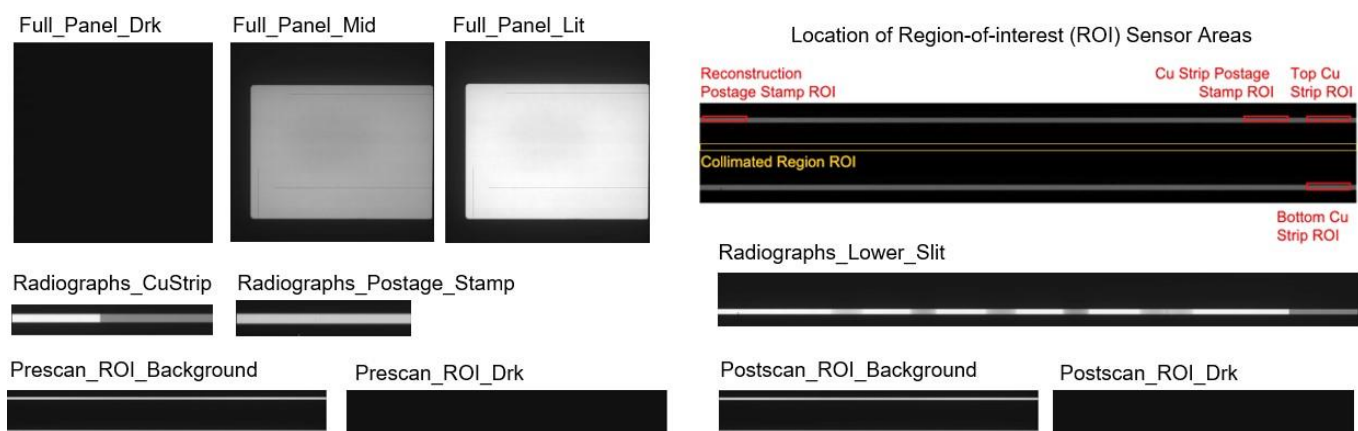 Full_Panel_Drk
Full_Panel_Mid
Full_Panel_Lit
Location of Region-of-interest (ROI) Sensor Areas
Reconstruction
Postage Stamp ROI
Cu Strip Postage
Stamp ROI
Top Cu
Strip ROI
Collimated Region ROI
Bottom Cu
Strip ROI
Radiographs_CuStrip
Radiographs_Postage_Stamp
Radiographs_Lower_Slit
Prescan_ROI_Background
Prescan_ROI_Drk
Postscan_ROI_Background
Postscan_ROI_Drk